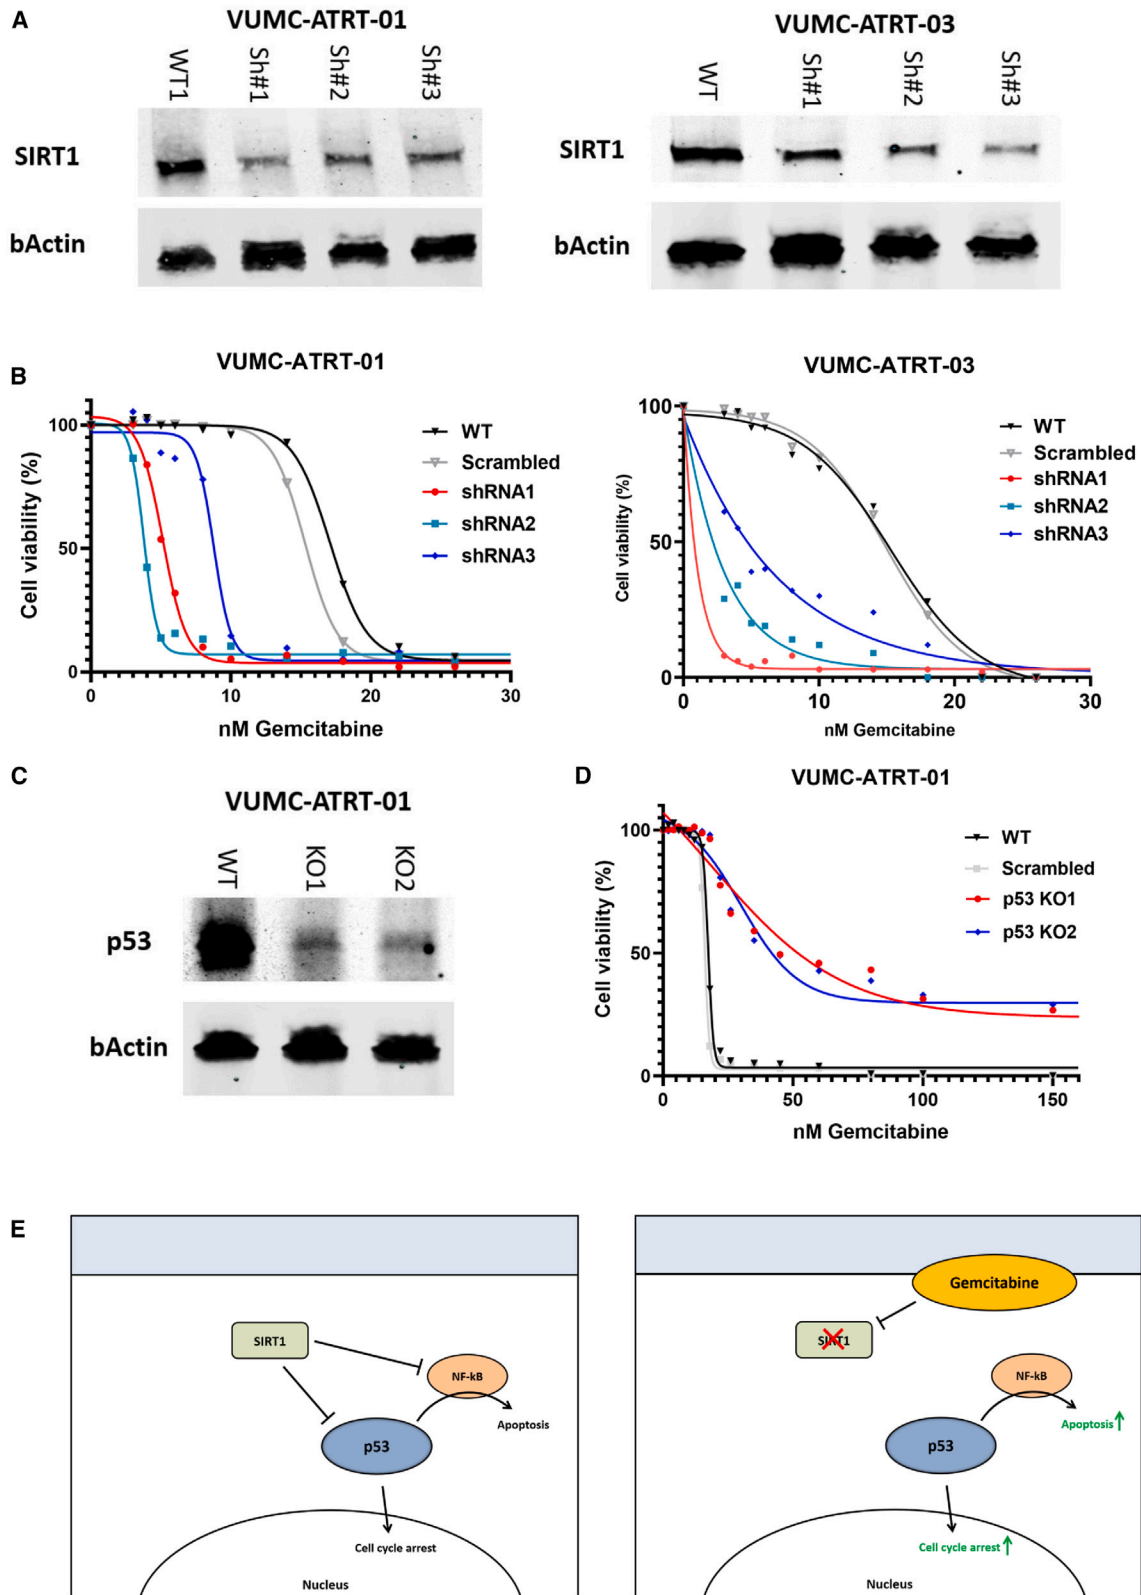 A
VUMC-ATRT-01
WT1
Sh#1
Sh#2
Sh#3
SIRT1
bActin
VUMC-ATRT-03
WT
Sh#1
Sh#2
Sh#3
SIRT1
bActin
B
VUMC-ATRT-01
Cell viability (%)
100
50
0
0 10 20 30
nM Gemcitabine
WT
Scrambled
shRNA1
shRNA2
shRNA3
VUMC-ATRT-03
Cell viability (%)
100
50
0
0 10 20 30
nM Gemcitabine
WT
Scrambled
shRNA1
shRNA2
shRNA3
C
VUMC-ATRT-01
WT
KO1
KO2
p53
bActin
D
VUMC-ATRT-01
Cell viability (%)
100
50
0
0 50 100 150
nM Gemcitabine
WT
Scrambled
p53 KO1
p53 KO2
E
SIRT1
NF-kB
Apoptosis
p53
Cell cycle arrest
Nucleus
Gemcitabine
SIRT1
NF-kB
Apoptosis
p53
Cell cycle arrest
Nucleus